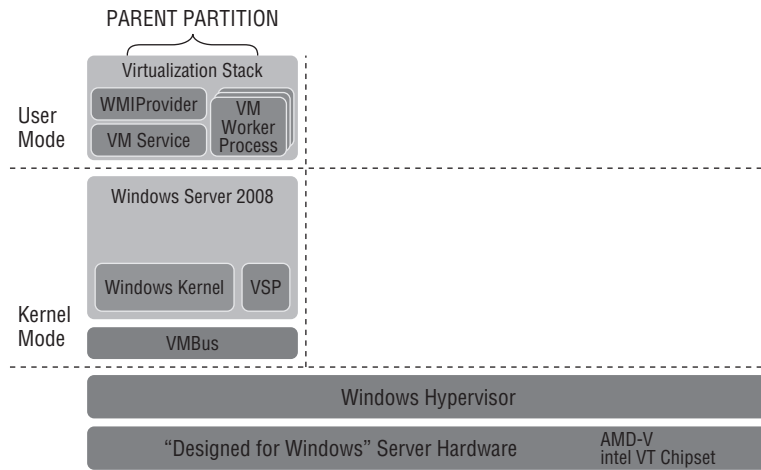 PARENT PARTITION
Virtualization Stack
WMIProvider
VM Service
VM
Worker
Process
User
Mode
Windows Server 2008
Windows Kernel
VSP
Kernel
Mode
VMBus
Windows Hypervisor
“Designed for Windows” Server Hardware
AMD-V
intel VT Chipset